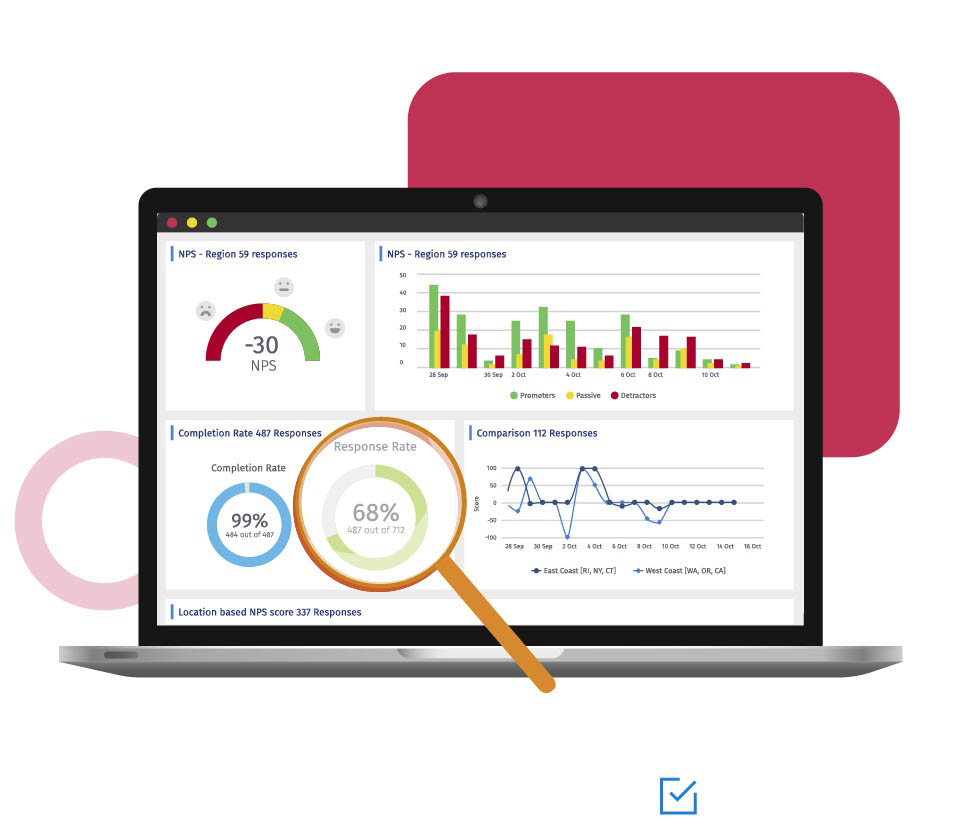 NPS - Region 59 responses
-30
NPS
NPS - Region 59 responses
50
40
30
20
10
0
28 Sep 30 Sep 2 Oct 4 Oct 6 Oct 8 Oct 10 Oct
Promoters Passive Detractors
Completion Rate 487 Responses
Completion Rate
99%
484 out of 487
Response Rate
68%
487 out of 712
Comparison 112 Responses
Score
100
50
0
-50
-100
28 Sep 30 Sep 2 Oct 4 Oct 6 Oct 8 Oct 10 Oct 12 Oct 14 Oct 16 Oct
East Coast [RI, NY, CT] West Coast [WA, OR, CA]
Location based NPS score 337 Responses